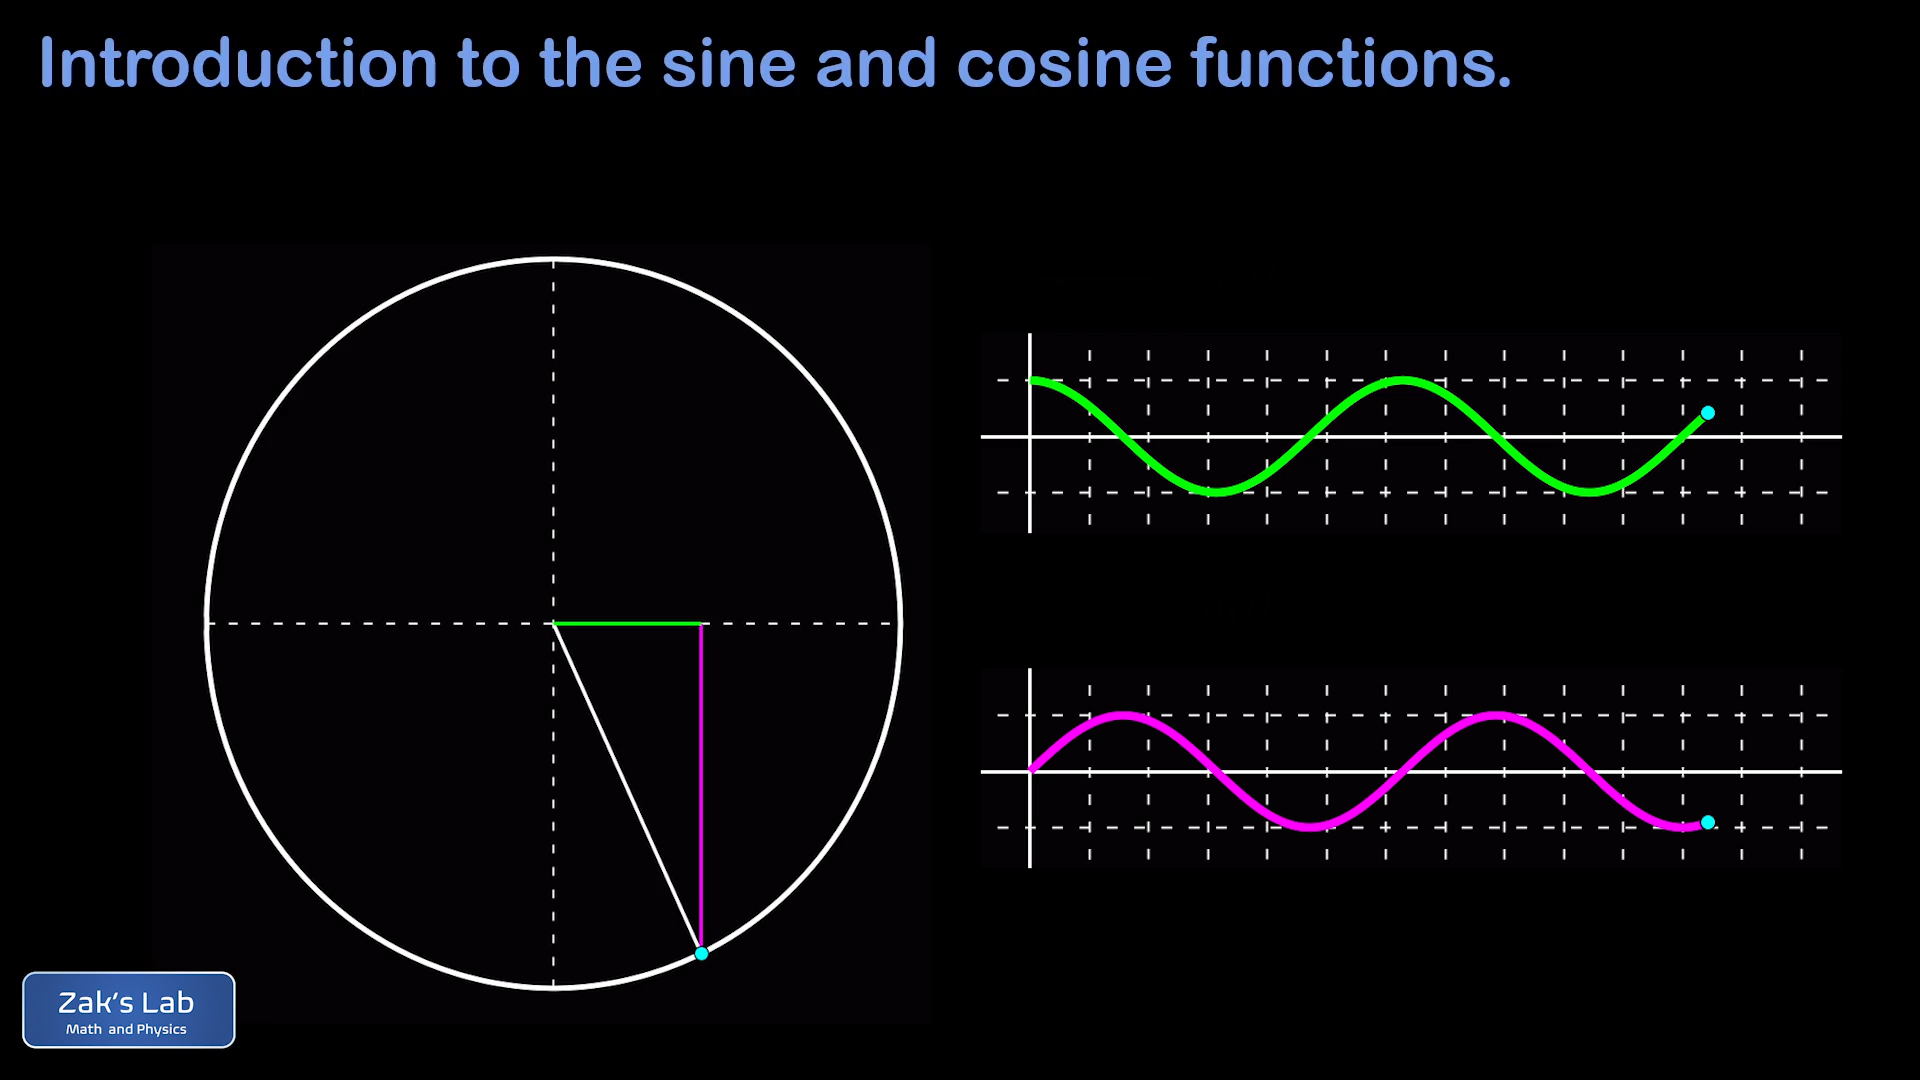 Introduction to the sine and cosine functions.
Zak's Lab
Math and Physics